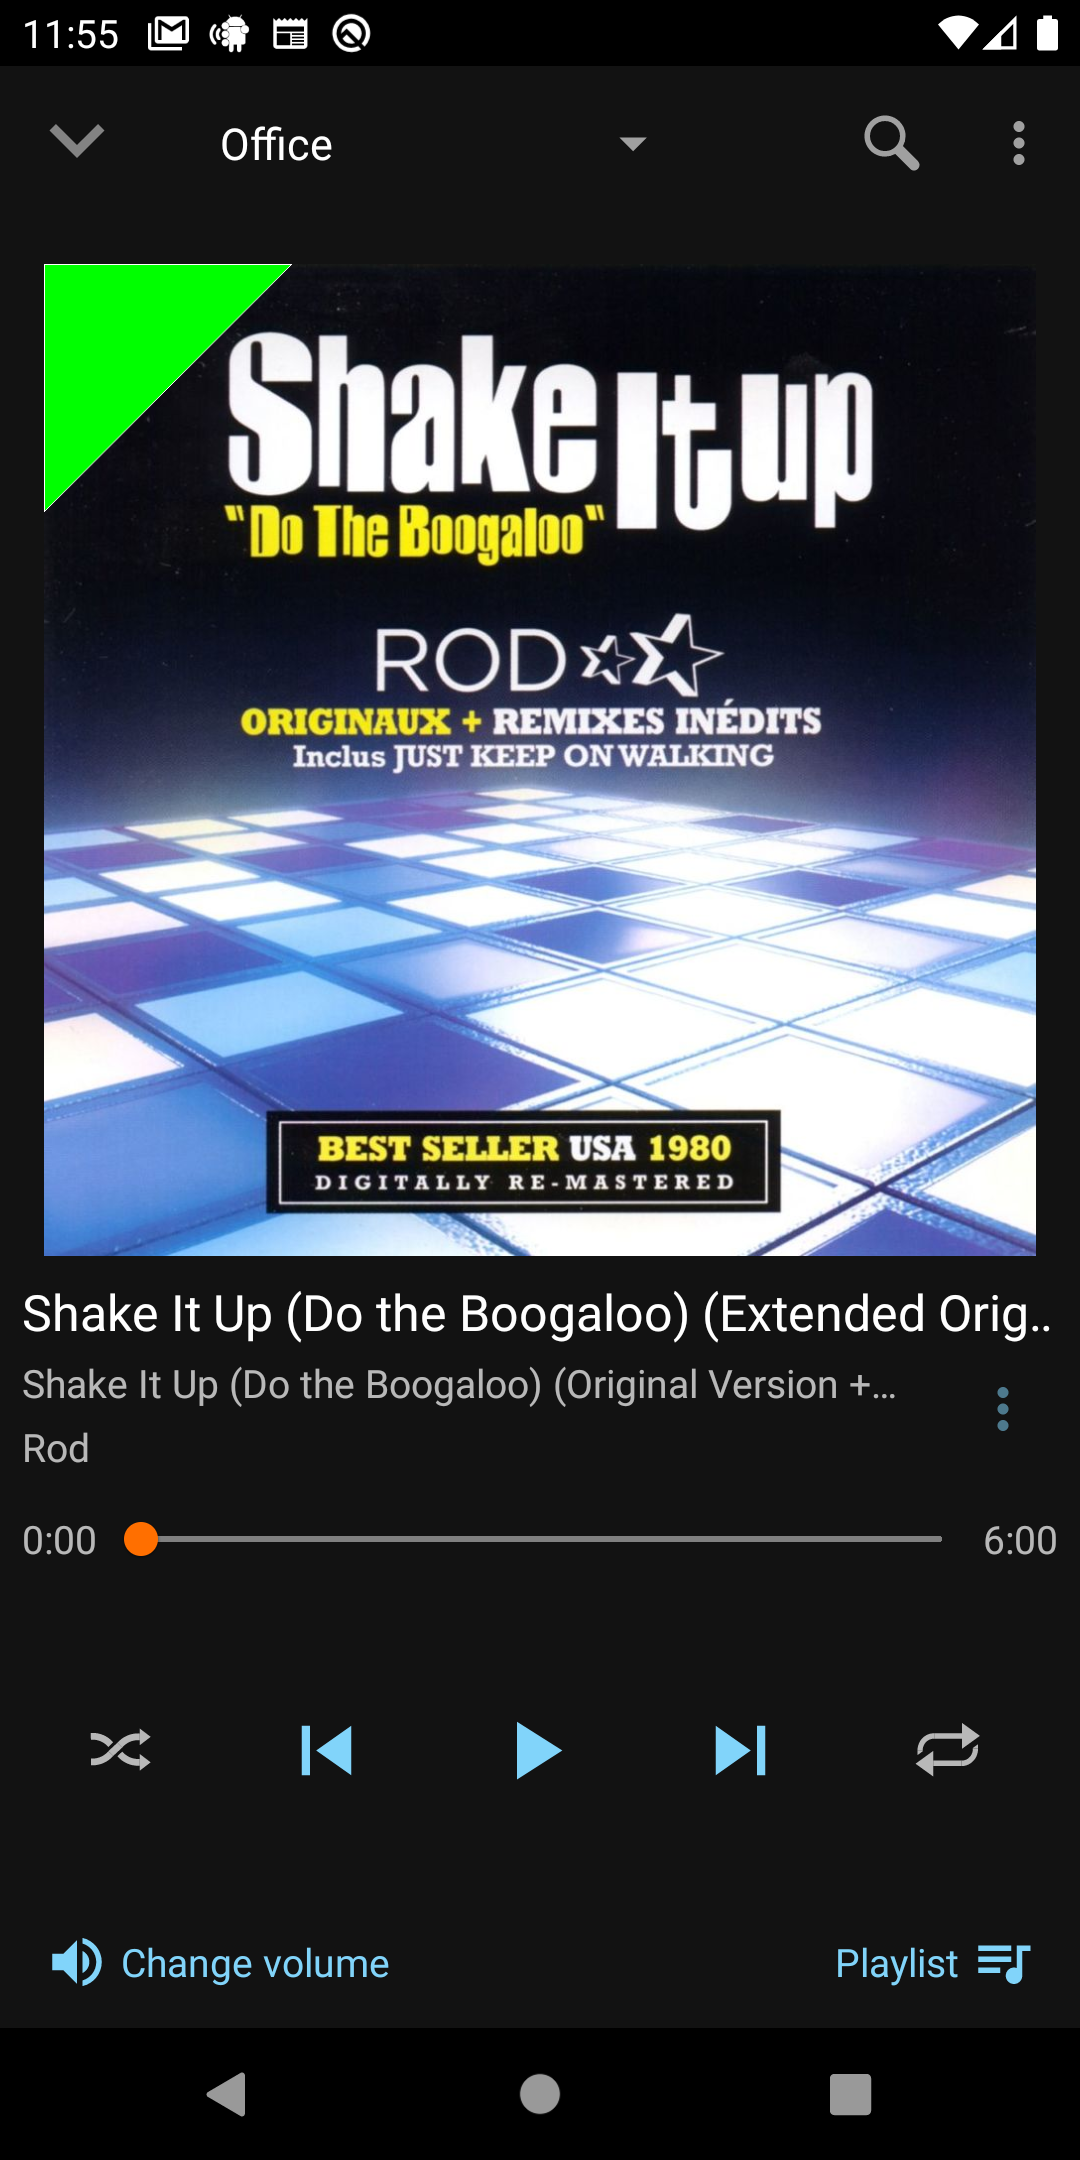 11:55
Office
Shake It up
"Do The Boogaloo"
ROD
ORIGINAUX + REMIXES INÉDITS
Inclus JUST KEEP ON WALKING
BEST SELLER USA 1980
DIGITALLY RE-MASTERED
Shake It Up (Do the Boogaloo) (Extended Orig..
Shake It Up (Do the Boogaloo) (Original Version +...
Rod
0:00 6:00
Change volume Playlist